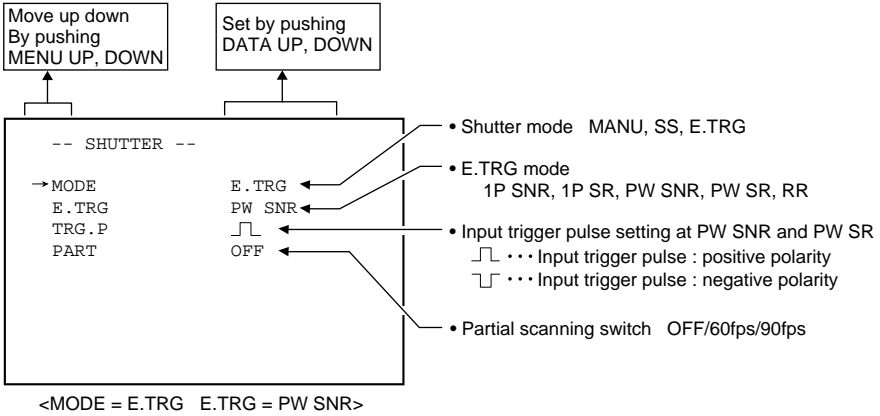 Move up down
By pushing
MENU UP, DOWN
Set by pushing
DATA UP, DOWN
-- SHUTTER --
→MODE E.TRG
E.TRG PW SNR
TRG.P
PART OFF
• Shutter mode MANU, SS, E.TRG
• E.TRG mode
1P SNR, 1P SR, PW SNR, PW SR, RR
• Input trigger pulse setting at PW SNR and PW SR
• • • Input trigger pulse : positive polarity
• • • Input trigger pulse : negative polarity
• Partial scanning switch OFF/60fps/90fps
<MODE = E.TRG E.TRG = PW SNR>